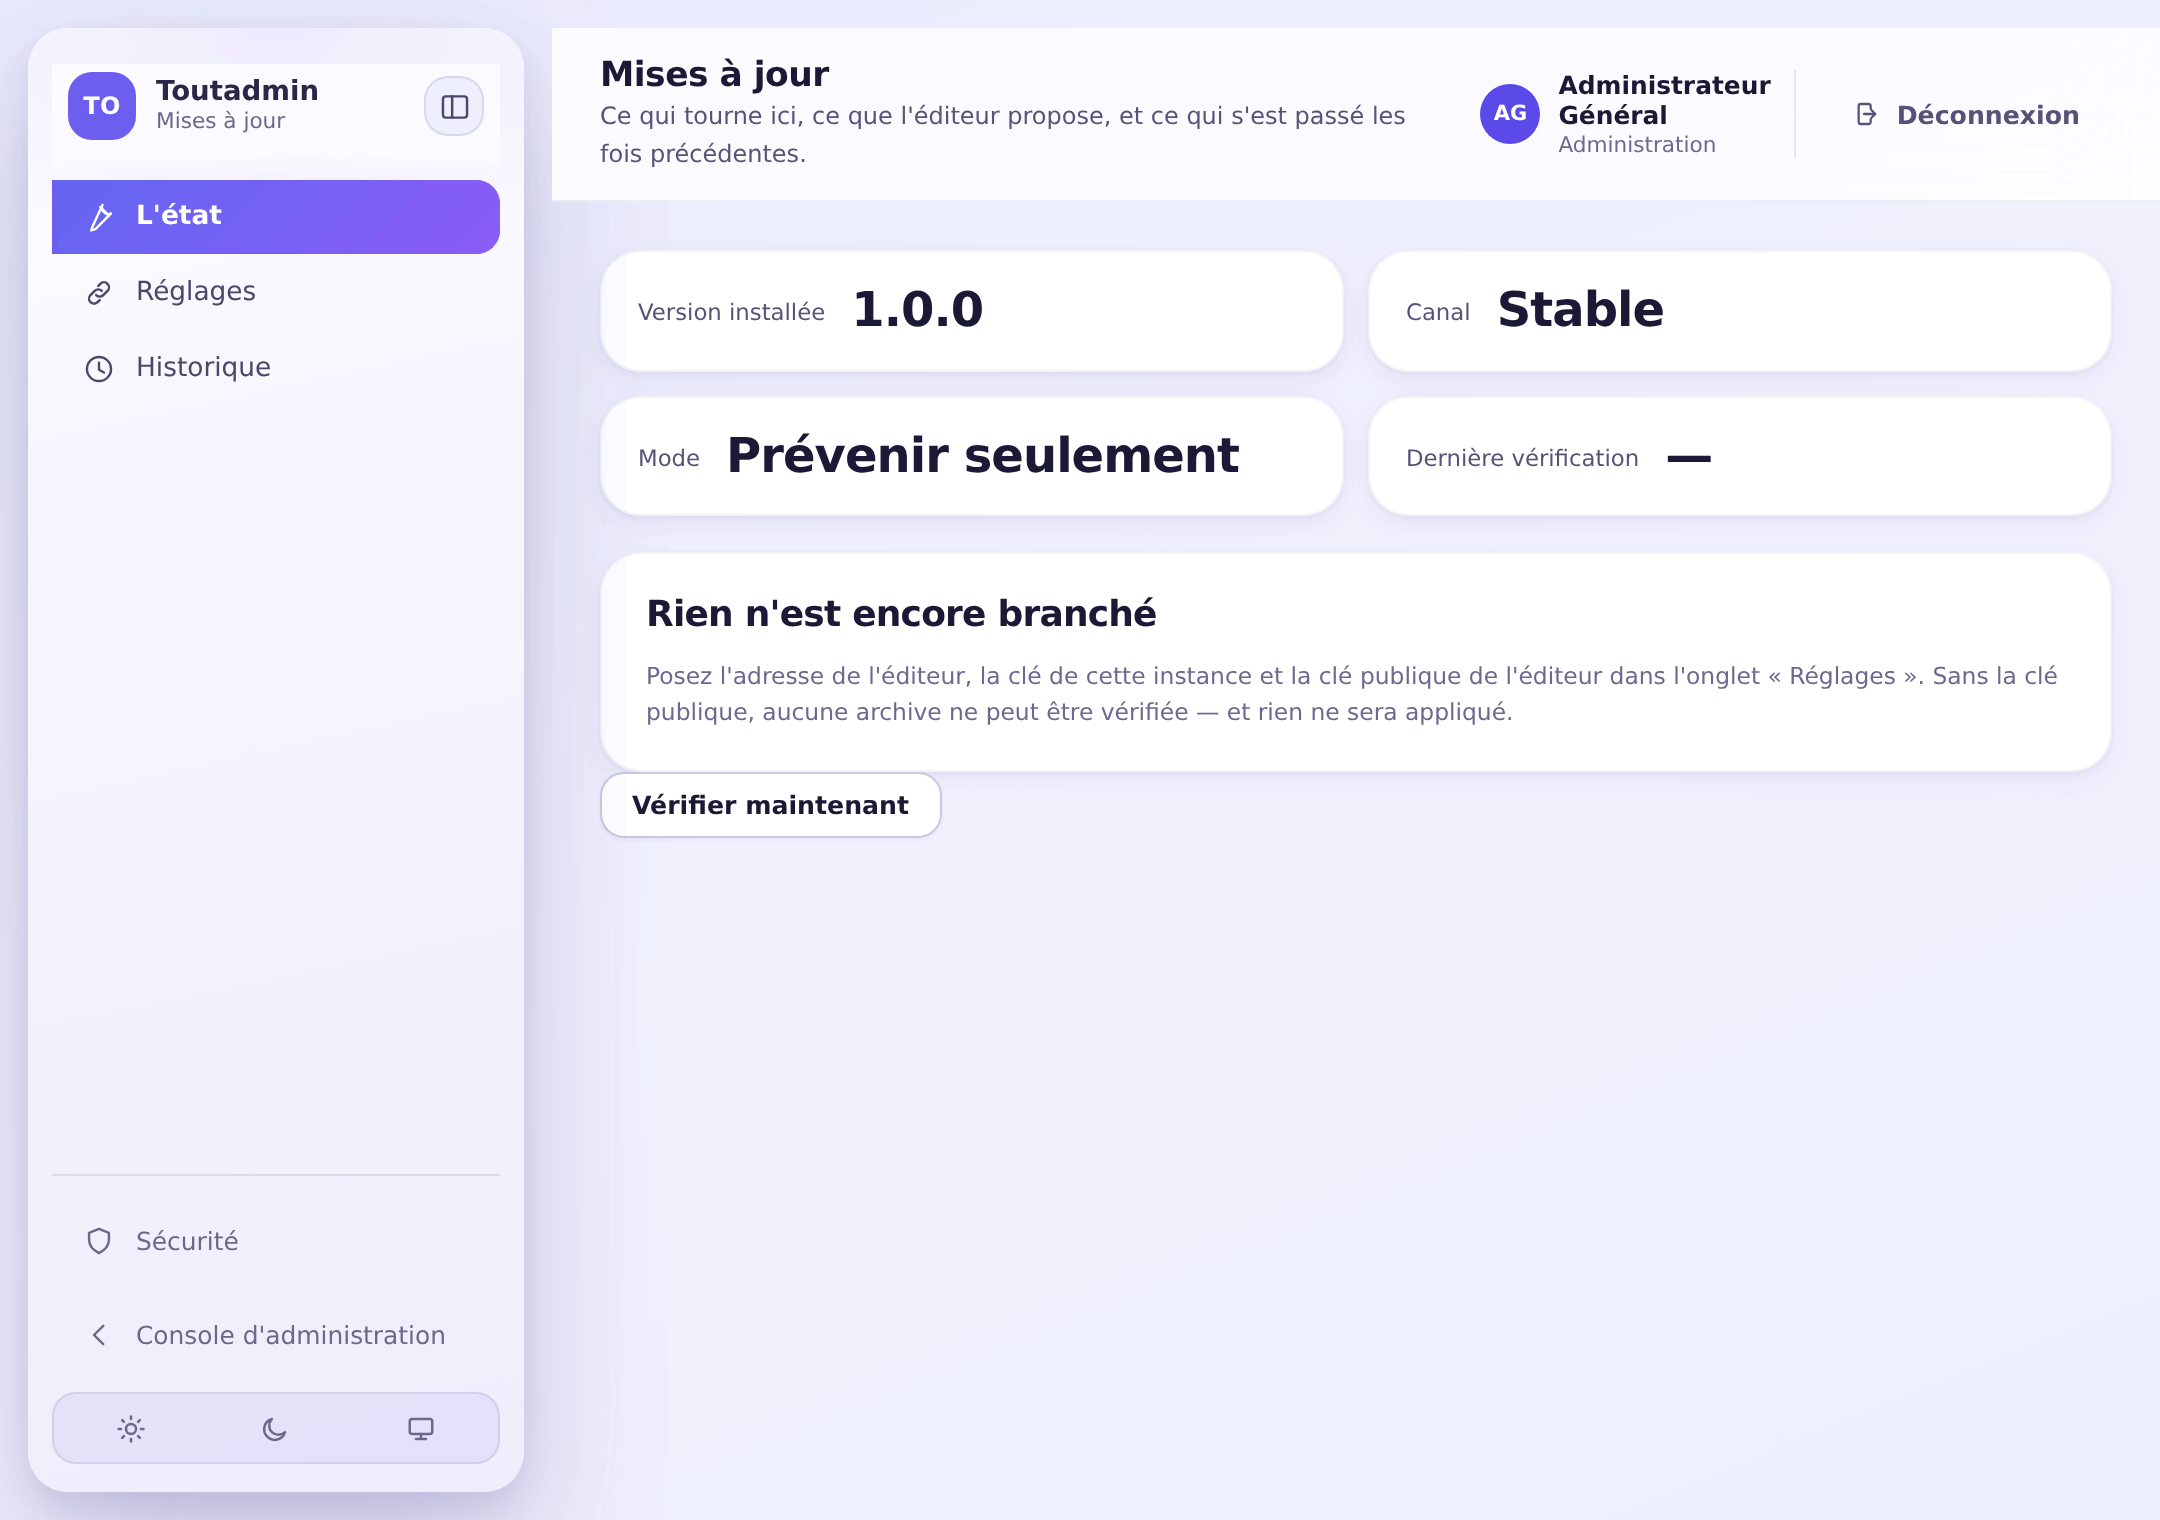 TO
Toutadmin
Mises à jour
L'état
Réglages
Historique
Sécurité
Console d'administration
Mises à jour
Ce qui tourne ici, ce que l'éditeur propose, et ce qui s'est passé les
fois précédentes.
AG
Administrateur
Général
Administration
Déconnexion
Version installée 1.0.0
Canal Stable
Mode Prévenir seulement
Dernière vérification —
Rien n'est encore branché
Posez l'adresse de l'éditeur, la clé de cette instance et la clé publique de l'éditeur dans l'onglet « Réglages ». Sans la clé
publique, aucune archive ne peut être vérifiée — et rien ne sera appliqué.
Vérifier maintenant